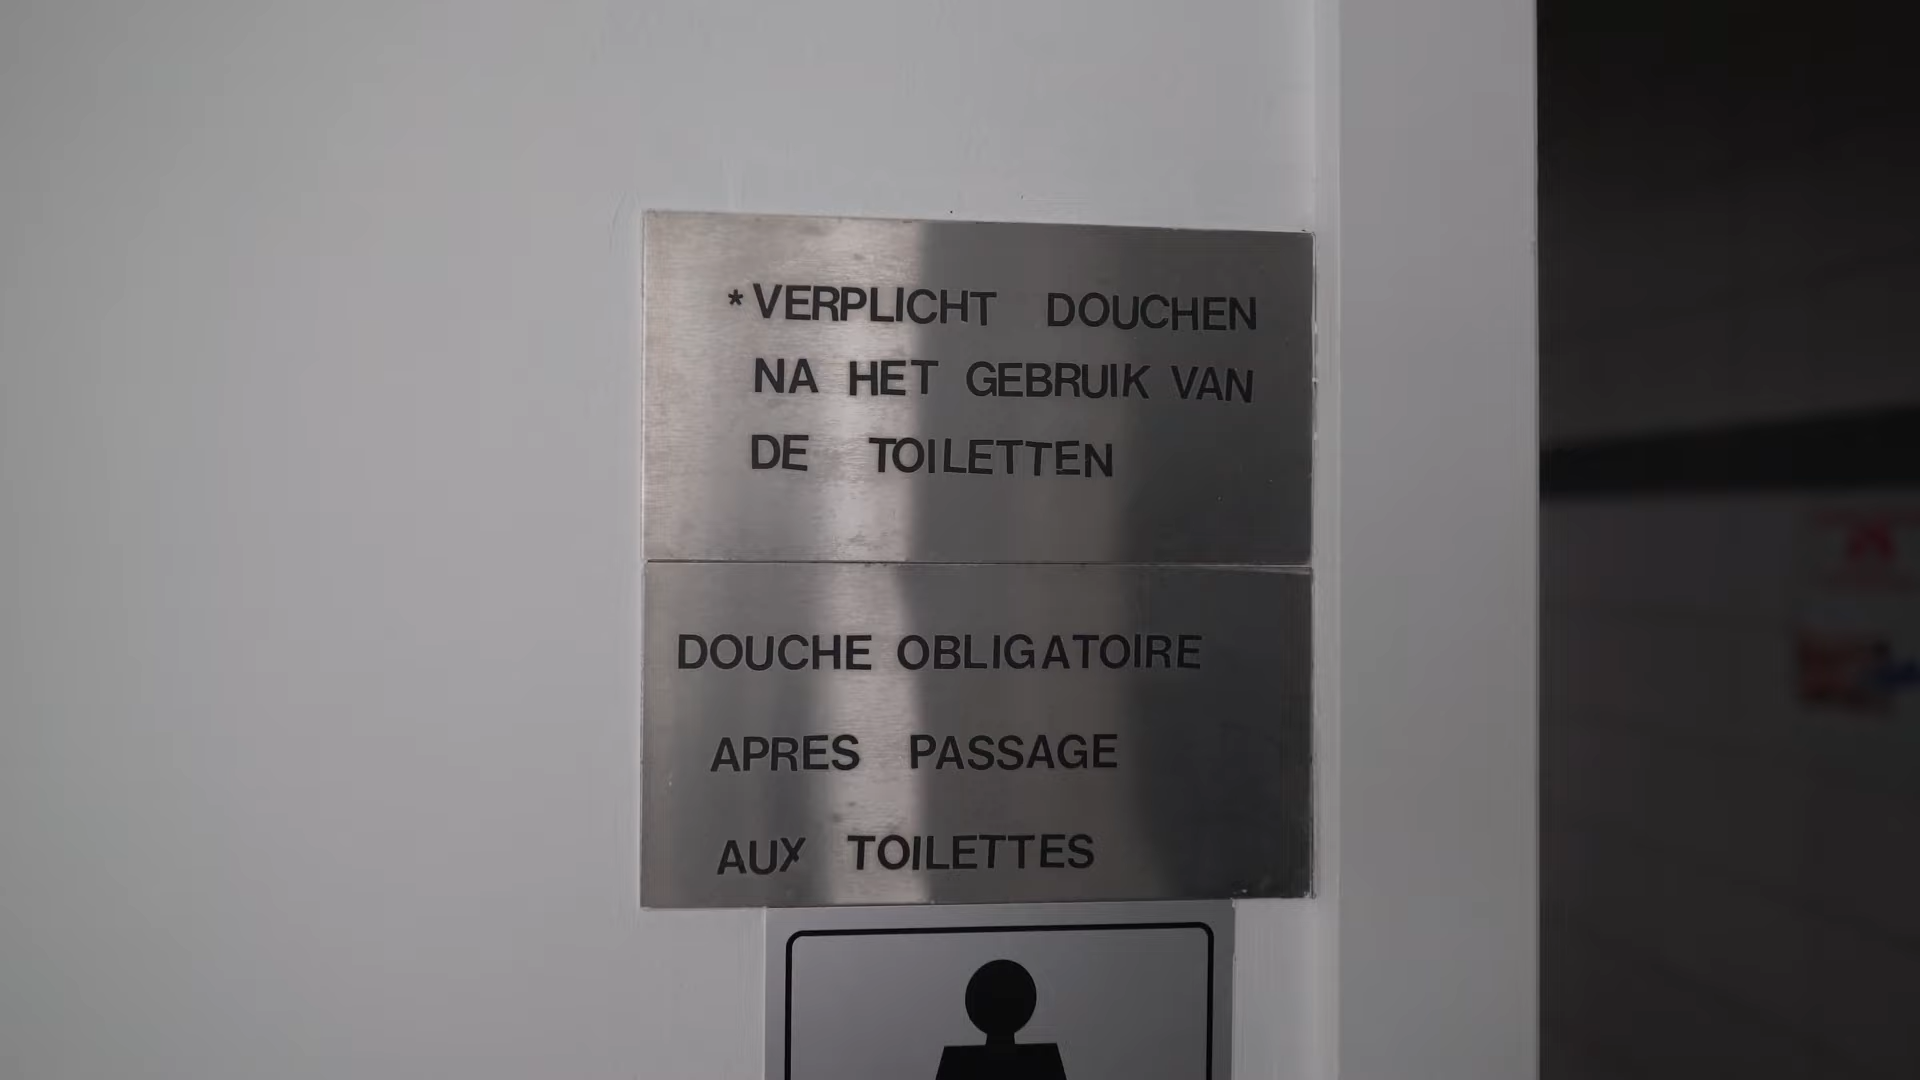 *VERPLICHT DOUCHEN
NA HET GEBRUIK VAN
DE TOILETTEN
DOUCHE OBLIGATOIRE
APRES PASSAGE
AUX TOILETTES